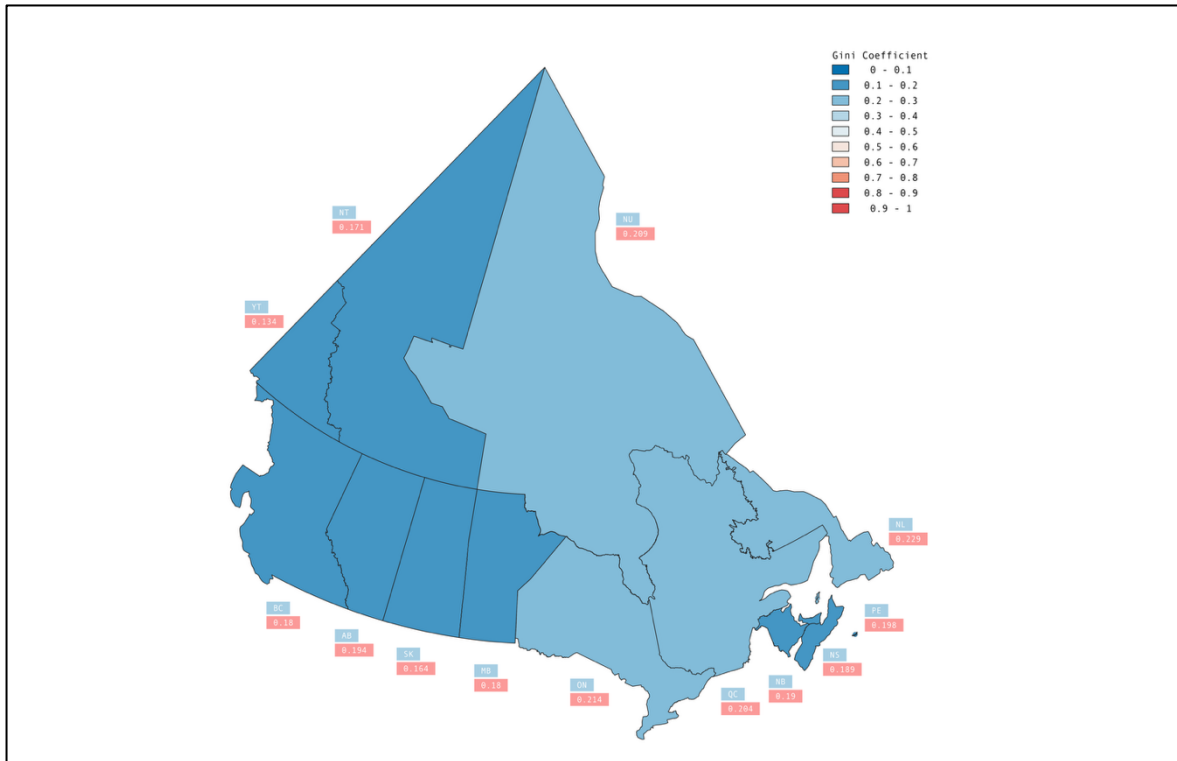 Gini Coefficient
0 - 0.1
0.1 - 0.2
0.2 - 0.3
0.3 - 0.4
0.4 - 0.5
0.5 - 0.6
0.6 - 0.7
0.7 - 0.8
0.8 - 0.9
0.9 - 1
NT
0.171
NU
0.209
YT
0.134
NL
0.229
BC
0.18
PE
0.198
AB
0.194
SK
0.164
NS
0.189
MB
0.18
ON
0.214
NB
0.19
QC
0.204